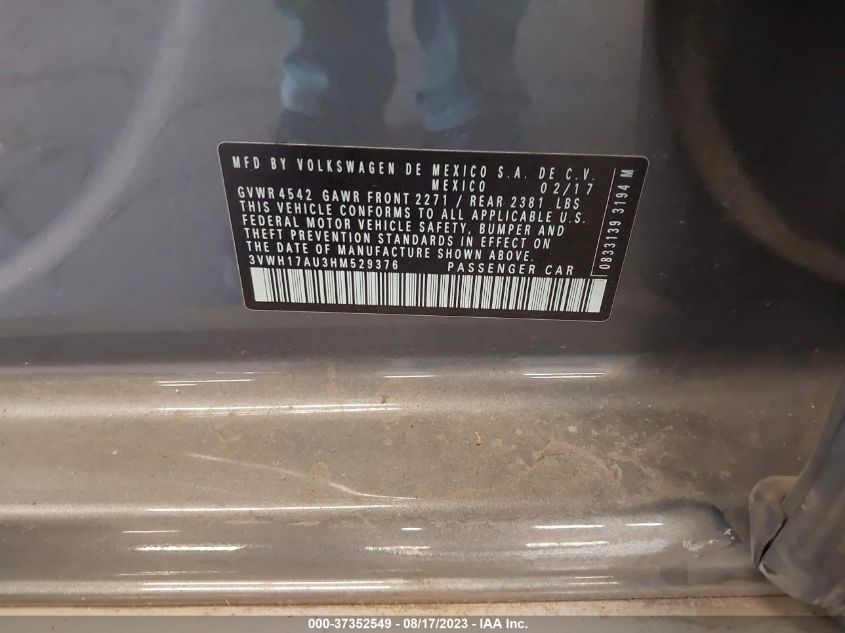 MFD BY VOLKSWAGEN DE MEXICO S.A. DE C.V.
MEXICO 02/17
GVWR 4542 GAWR FRONT 2271 / REAR 2381 LBS
THIS VEHICLE CONFORMS TO ALL APPLICABLE U.S.
FEDERAL MOTOR VEHICLE SAFETY, BUMPER AND
THEFT PREVENTION STANDARDS IN EFFECT ON
THE DATE OF MANUFACTURE SHOWN ABOVE.
3VWH17AU3HM529376 PASSENGER CAR
0833139 3194 M
000-37352549 - 08/17/2023 - IAA Inc.